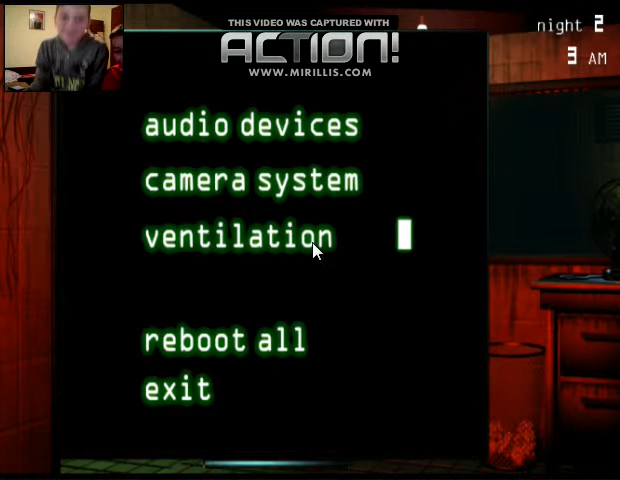 THIS VIDEO WAS CAPTURED WITH
ACTION!
WWW.MIRILLIS.COM
night 2
3 AM
audio devices
camera system
ventilation
reboot all
exit